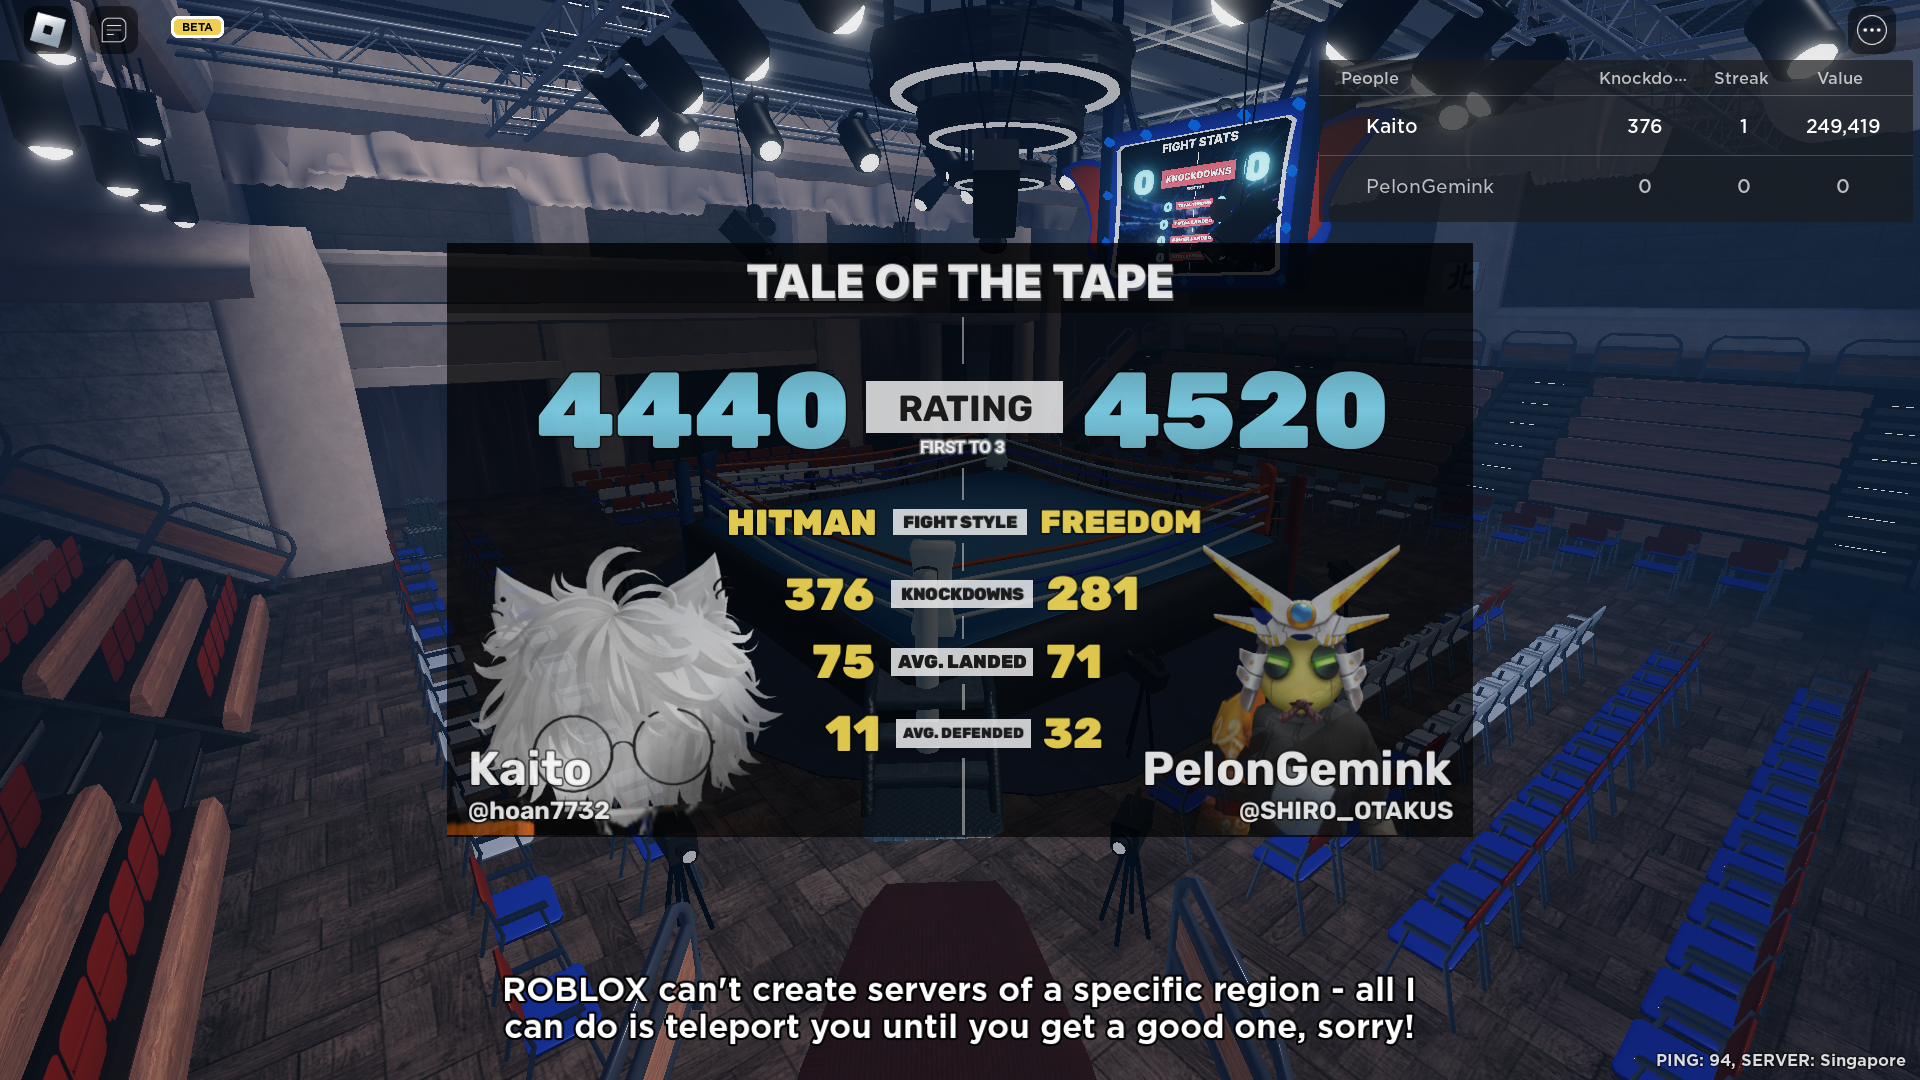 BETA
People Knockdo... Streak Value
Kaito 376 1 249,419
PelonGemink 0 0 0
FIGHT STATS
0 KNOCKDOWNS 0
TALE OF THE TAPE
4440 RATING 4520
FIRST TO 3
HITMAN FIGHT STYLE FREEDOM
376 KNOCKDOWNS 281
75 AVG. LANDED 71
11 AVG. DEFENDED 32
Kaito PelonGemink
@hoan7732 @SHIRO_OTAKUS
ROBLOX can't create servers of a specific region - all I
can do is teleport you until you get a good one, sorry!
PING: 94, SERVER: Singapore